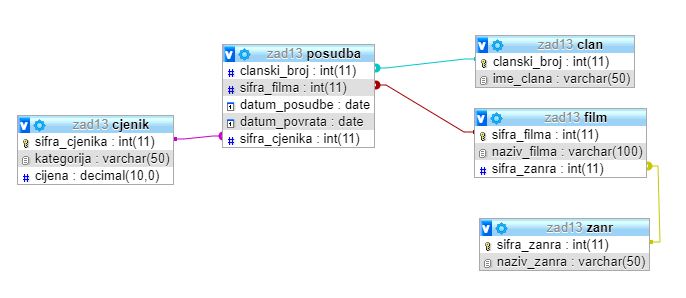 zad13 posudba
clanski_broj : int(11)
sifra_filma : int(11)
datum_posudbe : date
datum_povrata : date
sifra_cjenika : int(11)
zad13 clan
clanski_broj : int(11)
ime_clana : varchar(50)
zad13 cjenik
sifra_cjenika : int(11)
kategorija : varchar(50)
cijena : decimal(10,0)
zad13 film
sifra_filma : int(11)
naziv_filma : varchar(100)
sifra_zanra : int(11)
zad13 zanr
sifra_zanra : int(11)
naziv_zanra : varchar(50)